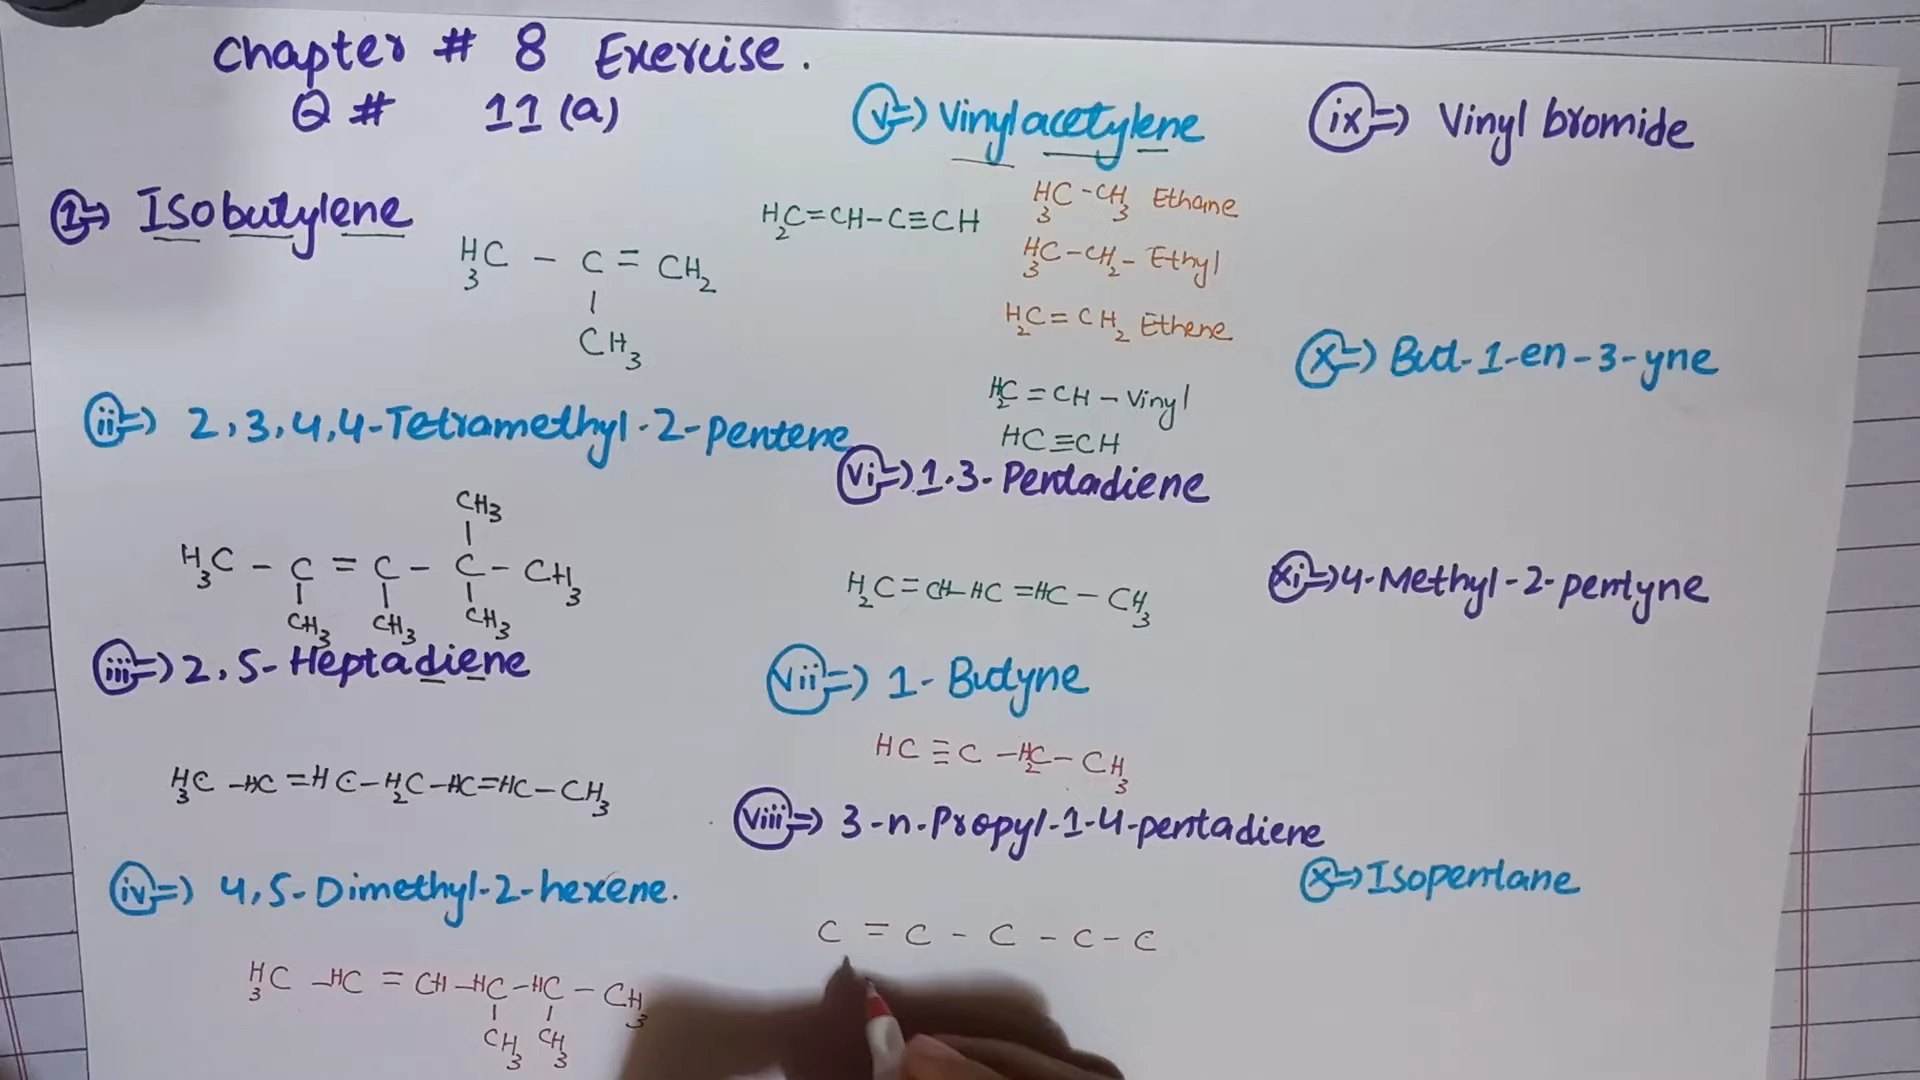 Chapter # 8 Exercise.
Q # 11 (a)
1⇒ Isobutylene
H3C - C = CH2
CH3
ii⇒ 2,3,4,4-Tetramethyl-2-pentene
CH3
H3C - C = C - C - CH3
CH3 CH3 CH3
iii⇒ 2,5-Heptadiene
H3C - HC = HC - H2C - HC = HC - CH3
iv⇒ 4,5-Dimethyl-2-hexene.
H3C - HC = CH - HC - HC - CH3
CH3 CH3
v⇒ Vinylacetylene
H2C = CH - C ≡ CH
H3C - CH3 Ethane
H3C - CH2 - Ethyl
H2C = CH2 Ethene
H2C = CH - Vinyl
HC ≡ CH
vi⇒ 1.3-Pentadiene
H2C = CH - HC = HC - CH3
vii⇒ 1-Butyne
HC ≡ C - H2C - CH3
viii⇒ 3-n-Propyl-1-4-pentadiene
C = C - C - C - C
ix⇒ Vinyl bromide
x⇒ But-1-en-3-yne
xi⇒ 4-Methyl-2-pentyne
x⇒ Isopentane